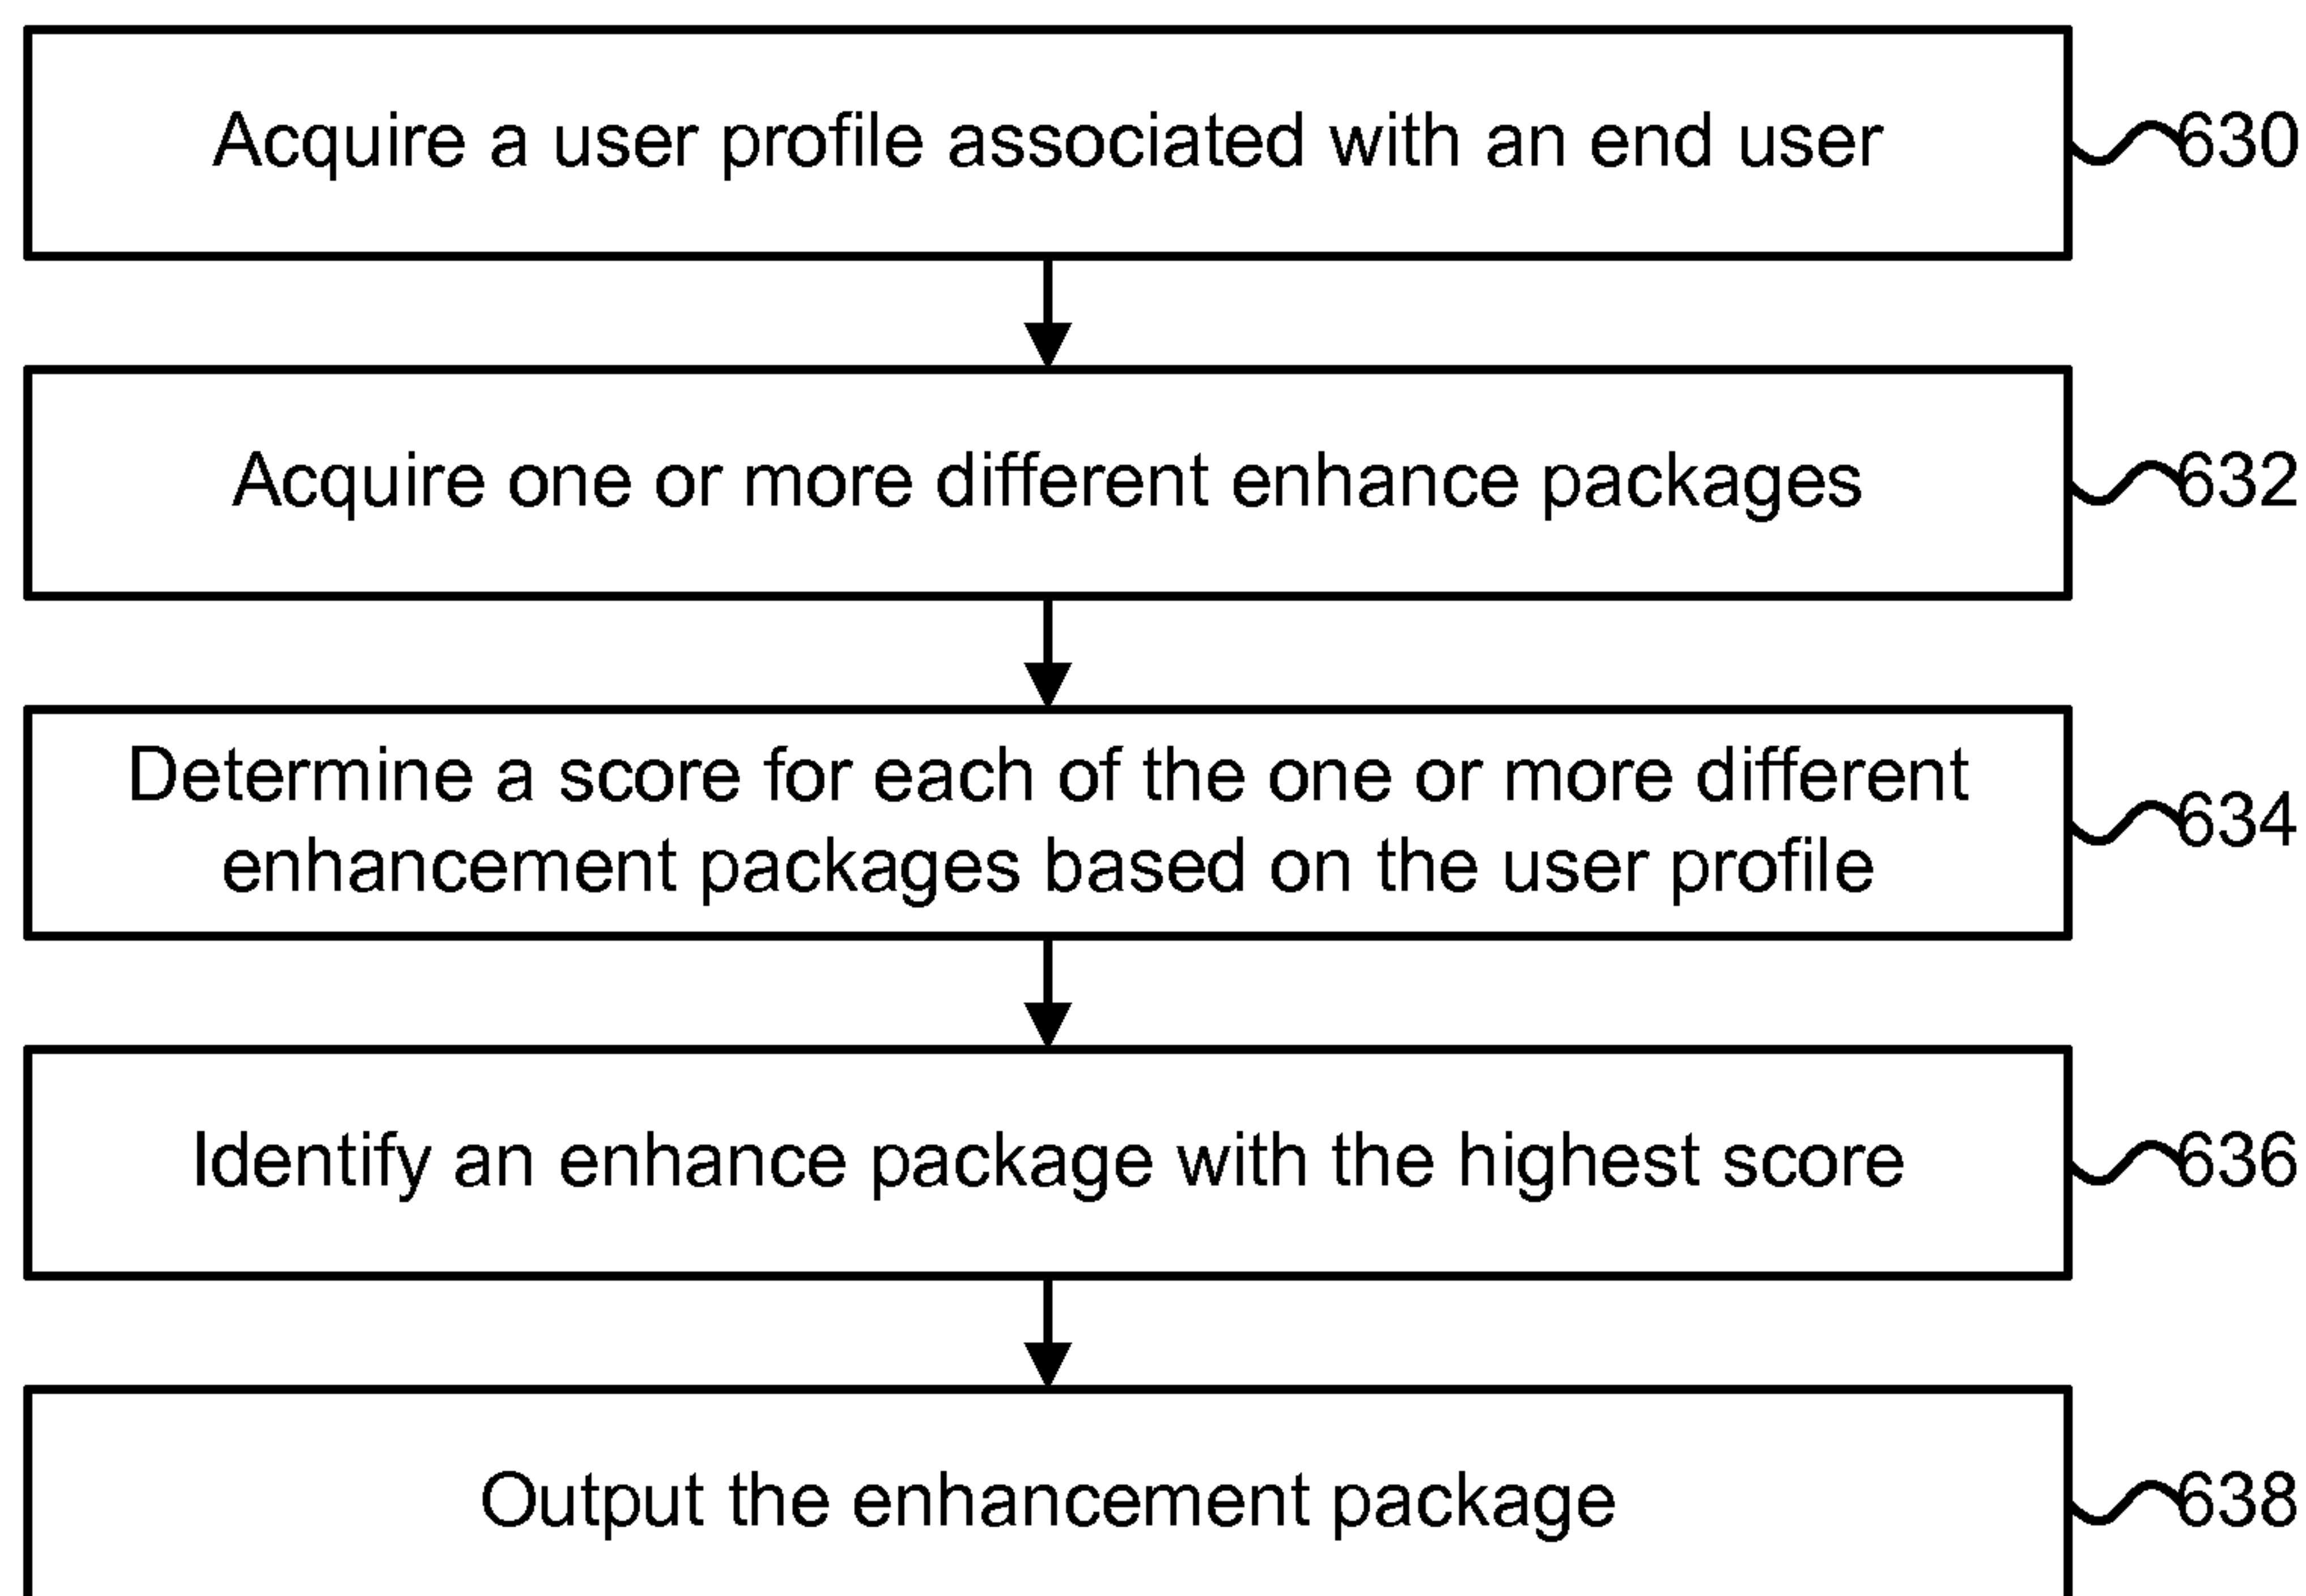 Acquire a user profile associated with an end user
630
Acquire one or more different enhance packages
632
Determine a score for each of the one or more different
enhancement packages based on the user profile
634
Identify an enhance package with the highest score
636
Output the enhancement package
638